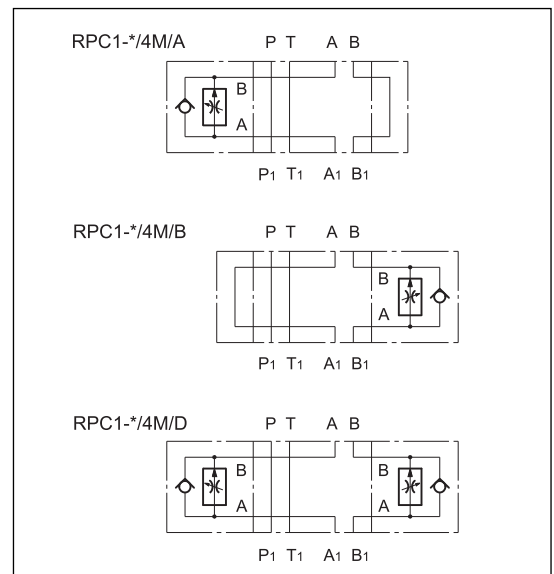 RPC1-*/4M/A P T A B
B
A
P1 T1 A1 B1
RPC1-*/4M/B P T A B
B
A
P1 T1 A1 B1
RPC1-*/4M/D P T A B
B B
A A
P1 T1 A1 B1